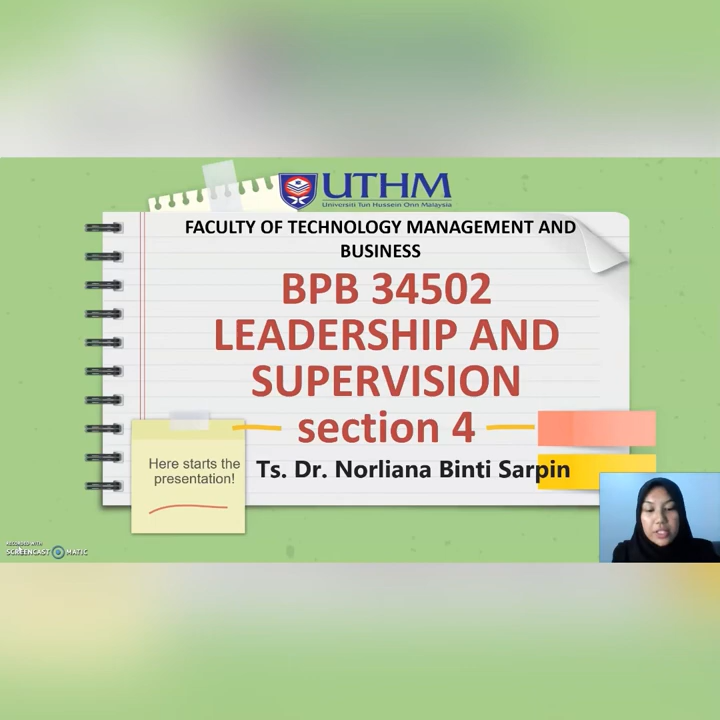 UTHM
Universiti Tun Hussein Onn Malaysia
FACULTY OF TECHNOLOGY MANAGEMENT AND
BUSINESS
BPB 34502
LEADERSHIP AND
SUPERVISION
section 4
Ts. Dr. Norliana Binti Sarpin
Here starts the
presentation!
RECORDED WITH
SCREENCAST MATIC